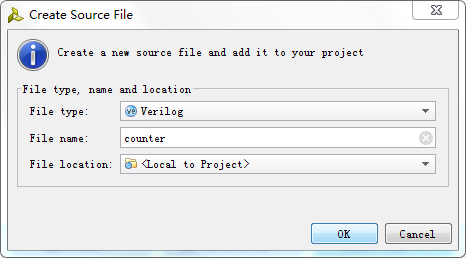 Create Source File
Create a new source file and add it to your project
File type, name and location
File type: Verilog
File name: counter
File location: <Local to Project>
OK Cancel